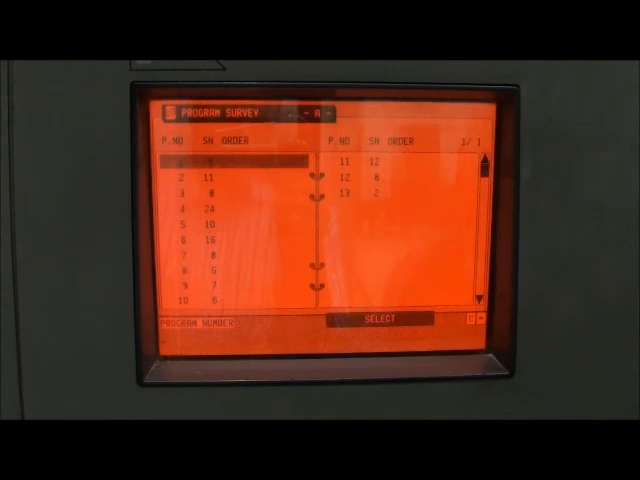 PROGRAM SURVEY - A -
P.NO SN ORDER P.NO SN ORDER 1/ 1
11 12
2 11 12 8
3 8 13 2
4 24
5 10
6 16
7 8
8 5
9 7
10 6
PROGRAM NUMBER SELECT